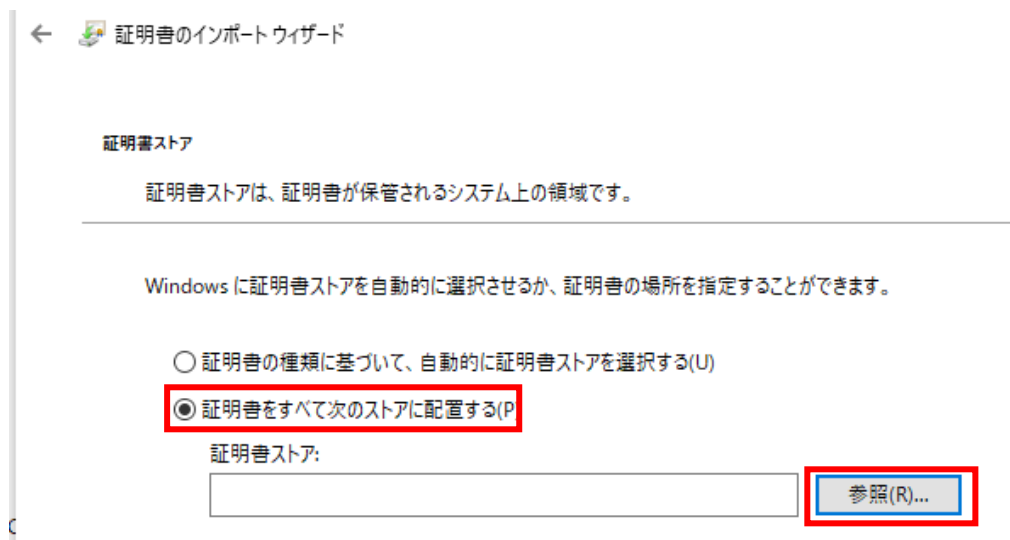 証明書のインポート ウィザード
証明書ストア
証明書ストアは、証明書が保管されるシステム上の領域です。
Windows に証明書ストアを自動的に選択させるか、証明書の場所を指定することができます。
証明書の種類に基づいて、自動的に証明書ストアを選択する(U)
証明書をすべて次のストアに配置する(P
証明書ストア:
参照(R)...